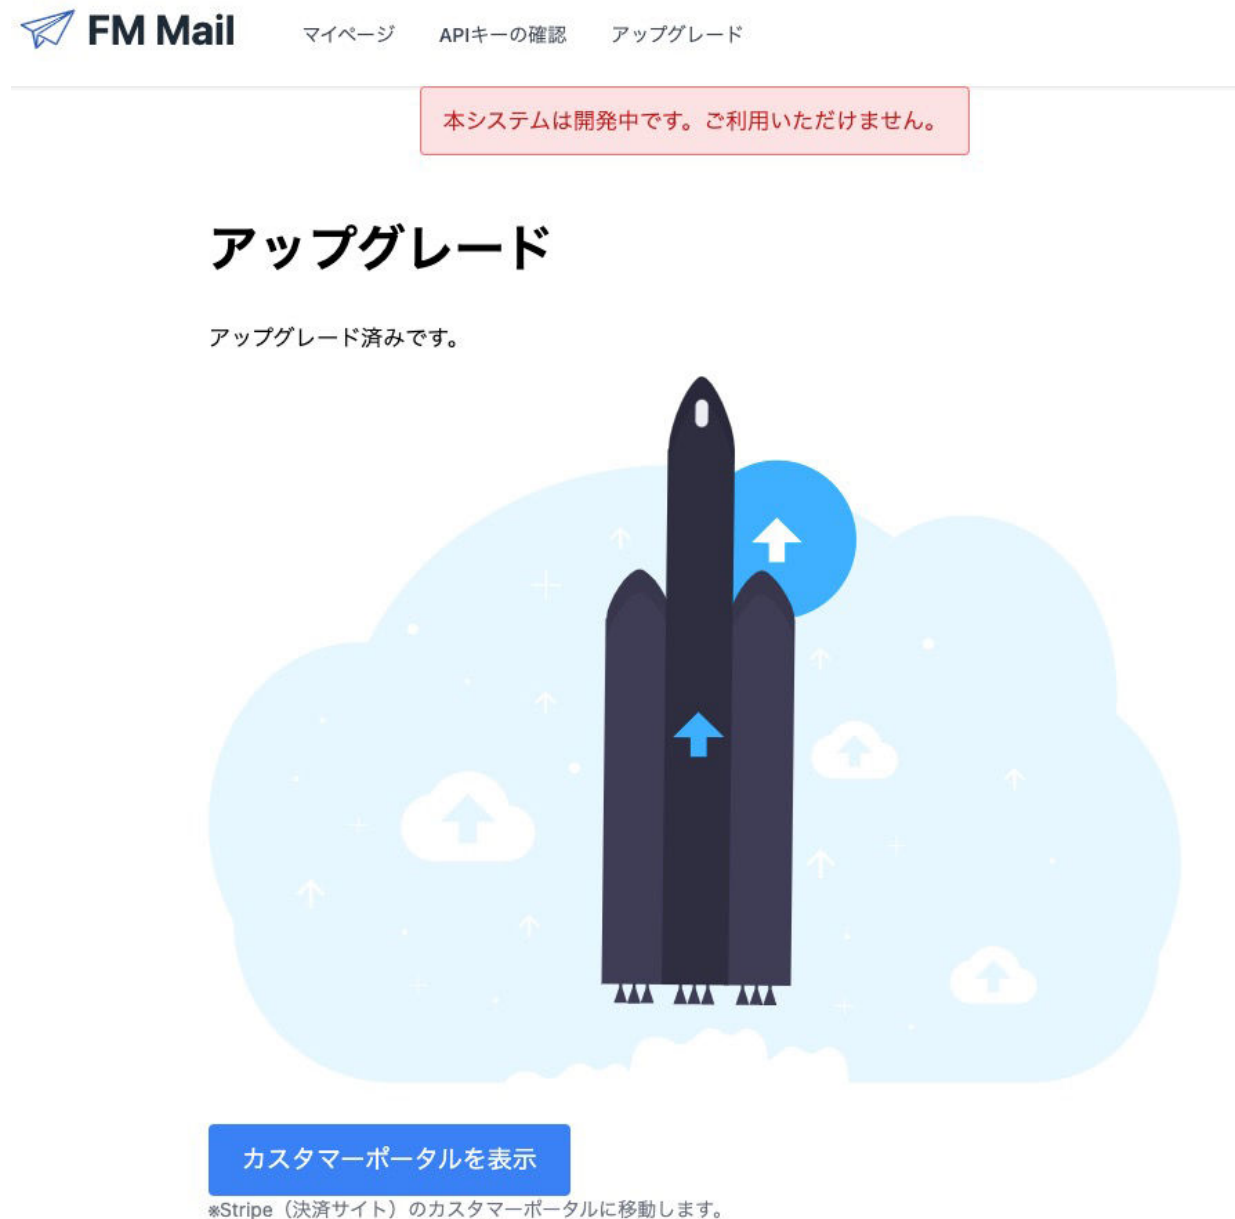 FM Mail
マイページ
APIキーの確認
アップグレード
本システムは開発中です。ご利用いただけません。
アップグレード
アップグレード済みです。
カスタマーポータルを表示
※Stripe（決済サイト）のカスタマーポータルに移動します。